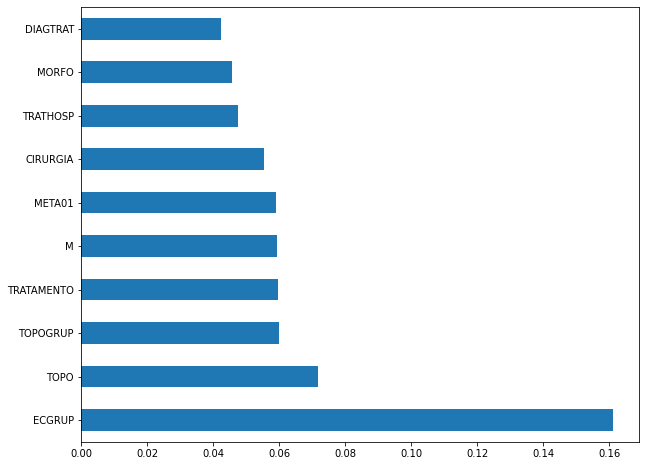 DIAGTRAT
MORFO
TRATHOSP
CIRURGIA
META01
M
TRATAMENTO
TOPOGRUP
TOPO
ECGRUP
0.00 0.02 0.04 0.06 0.08 0.10 0.12 0.14 0.16